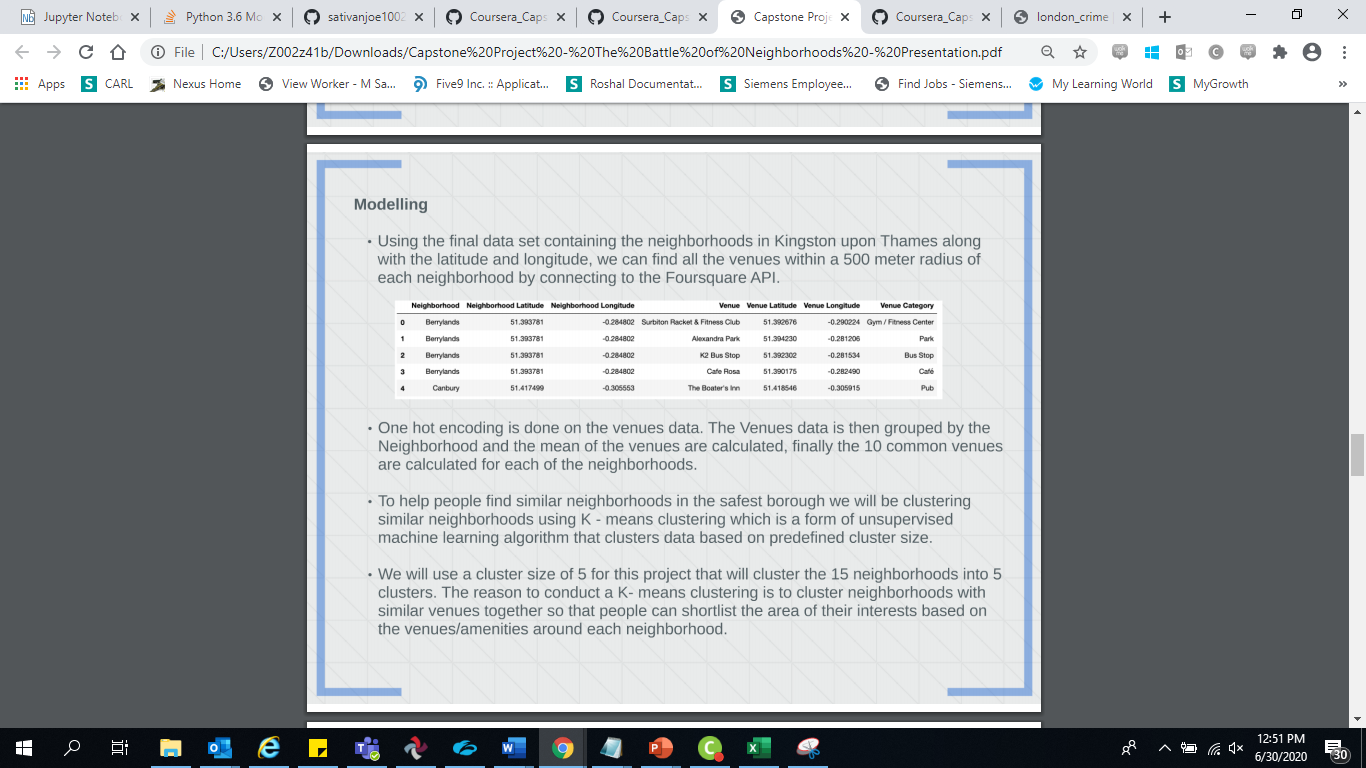 Jupyter Noteb
Python 3.6 Mo
sativanjoe1002
Coursera_Caps
Coursera_Caps
Capstone Proje
Coursera_Caps
london_crime
File C:/Users/Z002z41b/Downloads/Capstone%20Project%20-%20The%20Battle%20of%20Neighborhoods%20-%20Presentation.pdf
Apps
CARL
Nexus Home
View Worker - M Sa...
Five9 Inc. :: Applicat...
Roshal Documentat...
Siemens Employee...
Find Jobs - Siemens...
My Learning World
MyGrowth
»
Modelling
• Using the final data set containing the neighborhoods in Kingston upon Thames along
with the latitude and longitude, we can find all the venues within a 500 meter radius of
each neighborhood by connecting to the Foursquare API.
Neighborhood Neighborhood Latitude Neighborhood Longitude Venue Venue Latitude Venue Longitude Venue Category
0 Berrylands 51.393781 -0.284802 Surbiton Racket & Fitness Club 51.392676 -0.290224 Gym / Fitness Center
1 Berrylands 51.393781 -0.284802 Alexandra Park 51.394230 -0.281206 Park
2 Berrylands 51.393781 -0.284802 K2 Bus Stop 51.392302 -0.281534 Bus Stop
3 Berrylands 51.393781 -0.284802 Cafe Rosa 51.390175 -0.282490 Café
4 Canbury 51.417499 -0.305553 The Boater's Inn 51.418546 -0.305915 Pub
• One hot encoding is done on the venues data. The Venues data is then grouped by the
Neighborhood and the mean of the venues are calculated, finally the 10 common venues
are calculated for each of the neighborhoods.
• To help people find similar neighborhoods in the safest borough we will be clustering
similar neighborhoods using K - means clustering which is a form of unsupervised
machine learning algorithm that clusters data based on predefined cluster size.
• We will use a cluster size of 5 for this project that will cluster the 15 neighborhoods into 5
clusters. The reason to conduct a K- means clustering is to cluster neighborhoods with
similar venues together so that people can shortlist the area of their interests based on
the venues/amenities around each neighborhood.
12:51 PM
6/30/2020
30